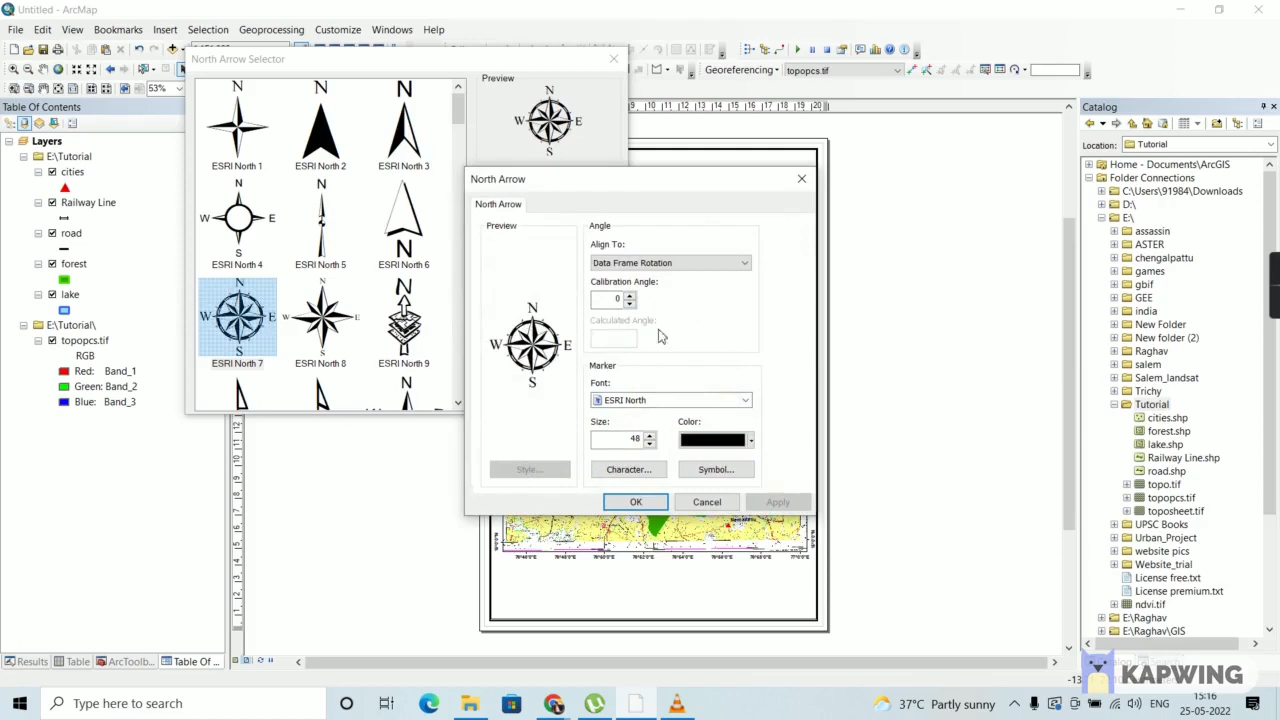 Untitled - ArcMap
File Edit View Bookmarks Insert Selection Geoprocessing Customize Windows Help
Georeferencing
topopcs.tif
53%
Table Of Contents
Layers
E:\Tutorial
cities
Railway Line
road
forest
lake
E:\Tutorial\
topopcs.tif
RGB
Red: Band_1
Green: Band_2
Blue: Band_3
Results Table ArcToolb... Table Of ...
North Arrow Selector
N
N
N
ESRI North 1 ESRI North 2 ESRI North 3
N
W E
S
N
N
ESRI North 4 ESRI North 5 ESRI North 6
N
W E
S
N
W E
S
N
ESRI North 7 ESRI North 8 ESRI North 9
N
Preview
N
W E
S
North Arrow
North Arrow
Preview
N
W E
S
Style...
Angle
Align To:
Data Frame Rotation
Calibration Angle:
0
Calculated Angle:
Marker
Font:
ESRI North
Size: Color:
48
Character... Symbol...
OK Cancel Apply
Catalog
Location: Tutorial
Home - Documents\ArcGIS
Folder Connections
C:\Users\91984\Downloads
D:\
E:\
assassin
ASTER
chengalpattu
games
gbif
GEE
india
New Folder
New folder (2)
Raghav
salem
Salem_landsat
Trichy
Tutorial
cities.shp
forest.shp
lake.shp
Railway Line.shp
road.shp
topo.tif
topopcs.tif
toposheet.tif
UPSC Books
Urban_Project
website pics
Website_trial
License free.txt
License premium.txt
ndvi.tif
E:\Raghav
E:\Raghav\GIS
KAPWING
Type here to search
37°C Partly sunny
ENG
15:16
25-05-2022